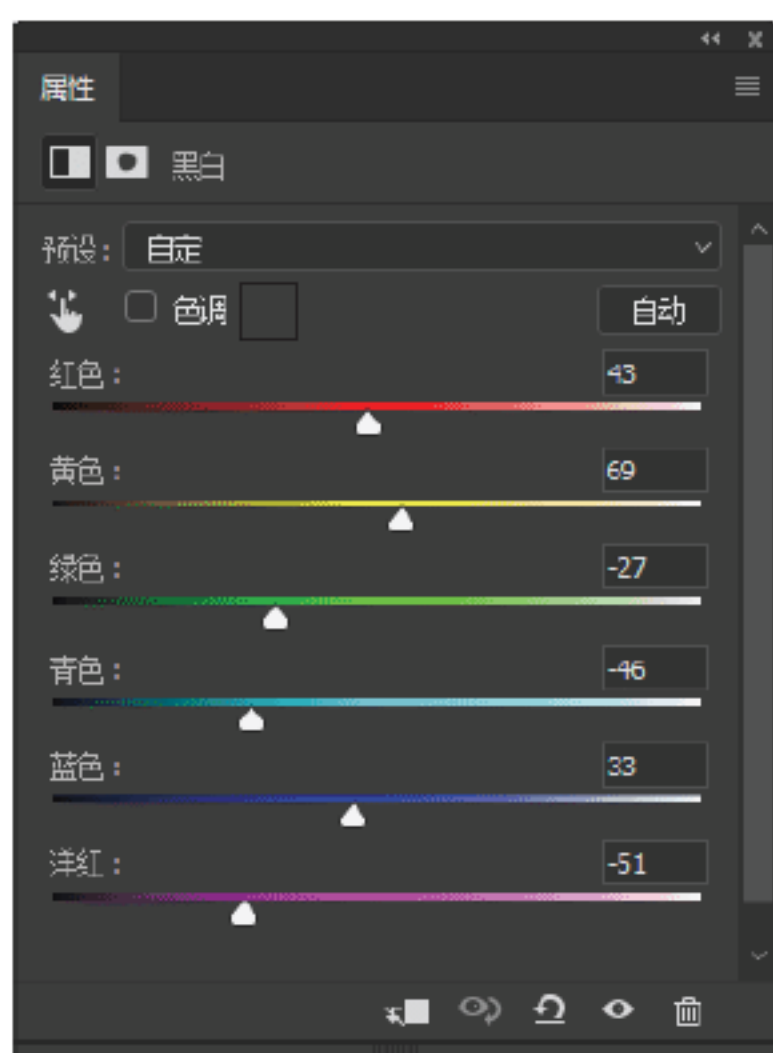 属性
黑白
预设：自定
色调 自动
红色： 43
黄色： 69
绿色： -27
青色： -46
蓝色： 33
洋红： -51